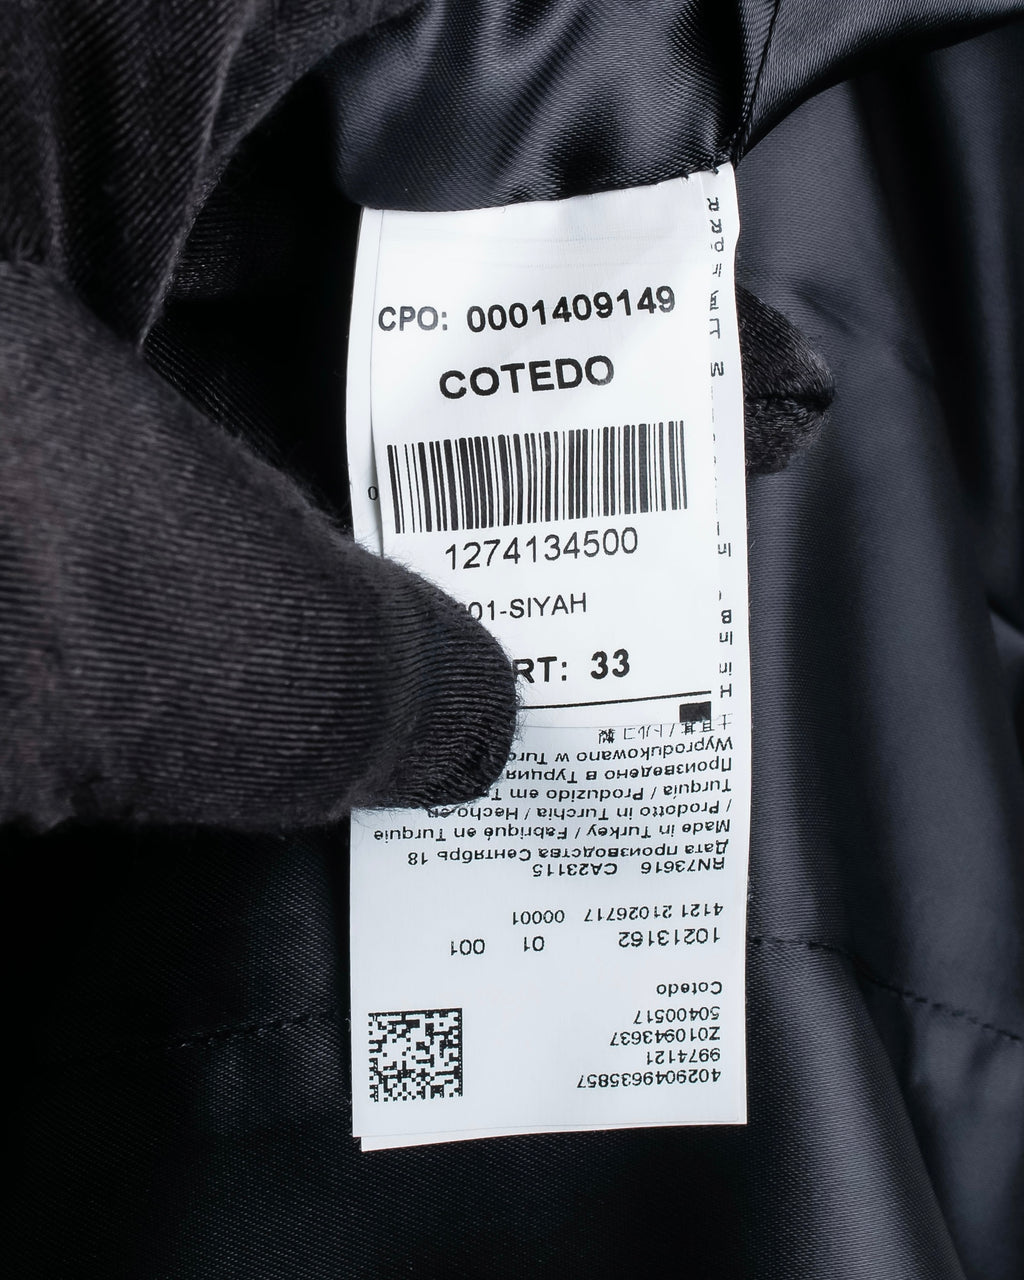 CPO: 0001409149
COTEDO
0
1274134500
01-SIYAH
RT: 33
Wyprodukowano w Tur
Произведено в Турция
Turquía / Produzido em T
/ Prodotto in Turchia / Hecho en
Made in Turkey / Fabriqué en Turquie
Дата производства Сентябрь 18
RN73616 CA23115
4121 21026717 00001
10213162 01 001
Cotedo
50400517
Z010943637
9974121
4029049635857